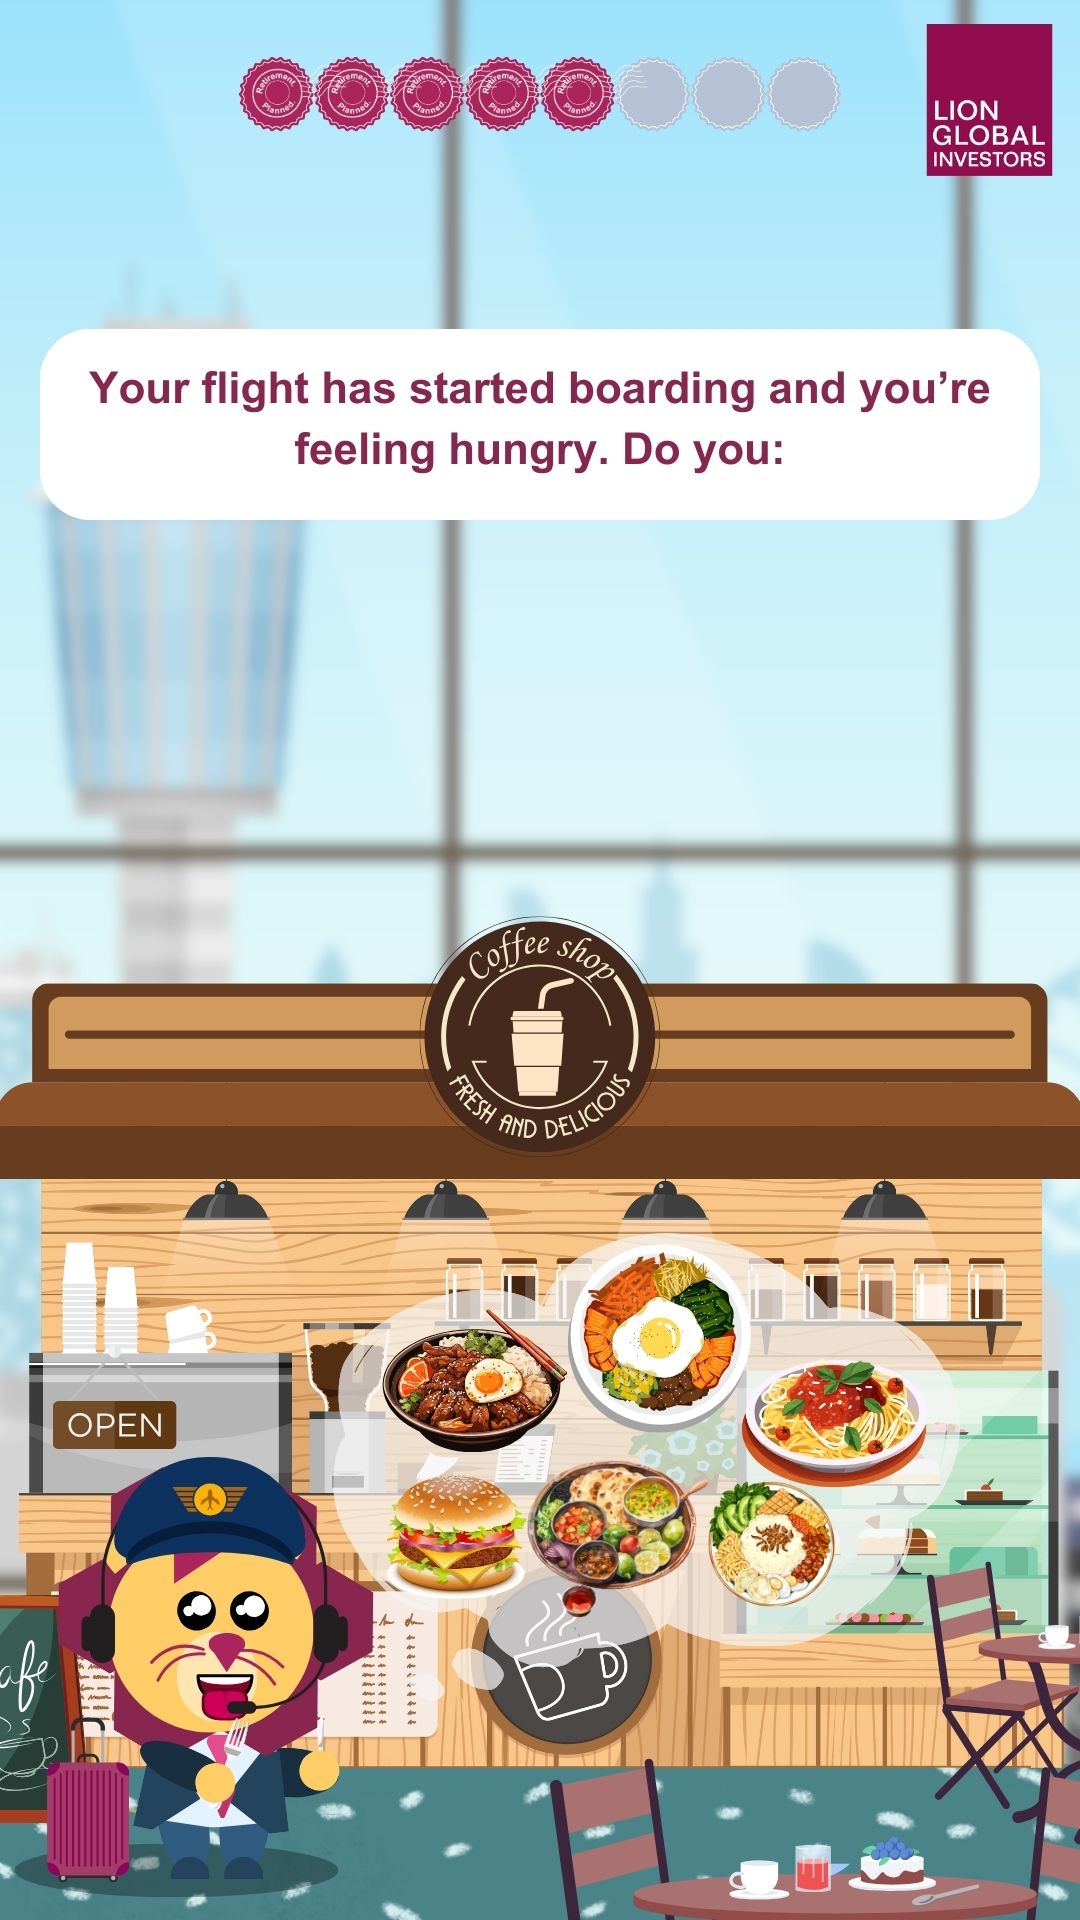 Retirement
Planned.
Retirement
Planned.
Retirement
Planned.
Retirement
Planned.
Retirement
Planned.
LION
GLOBAL
INVESTORS
Your flight has started boarding and you’re
feeling hungry. Do you:
Coffee shop
FRESH AND DELICIOUS
OPEN